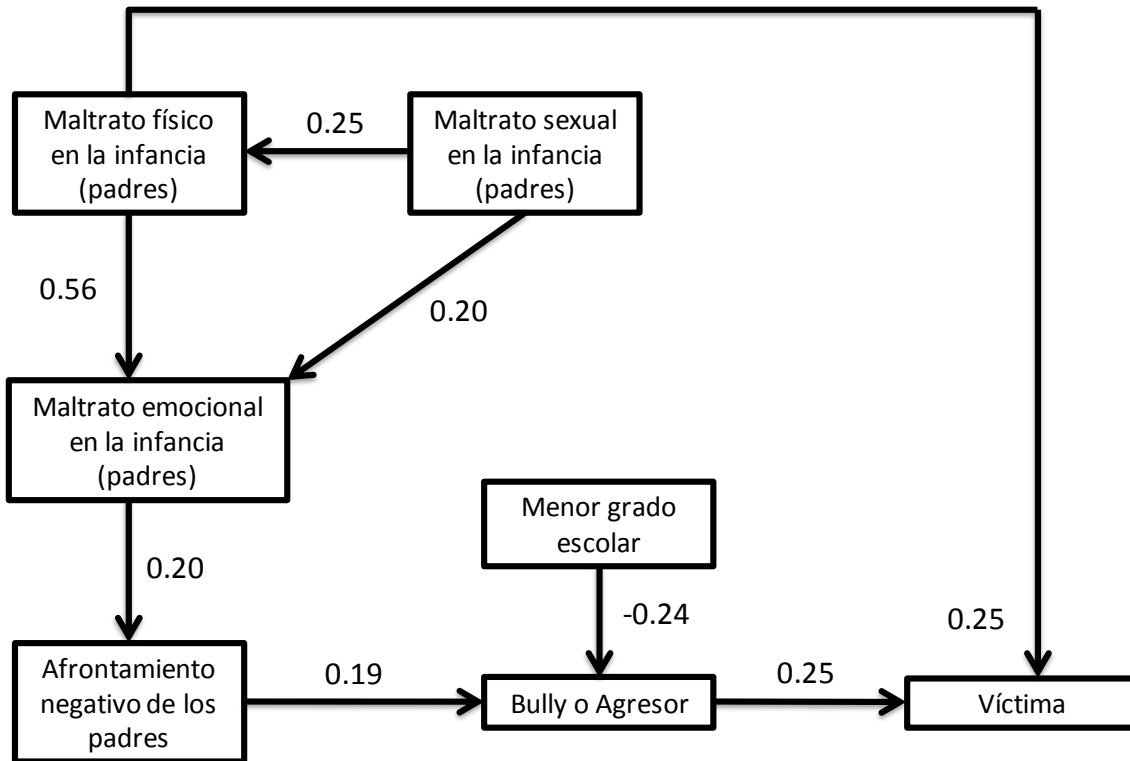 Maltrato físico
en la infancia
(padres)
0.25
Maltrato sexual
en la infancia
(padres)
0.56
0.20
Maltrato emocional
en la infancia
(padres)
Menor grado
escolar
0.20
-0.24
0.25
Afrontamiento
negativo de los
padres
0.19
Bully o Agresor
0.25
Víctima